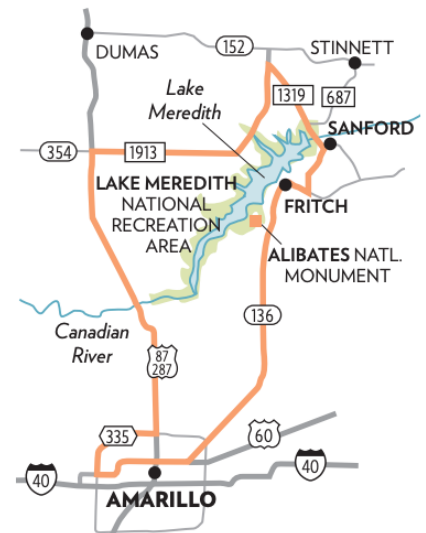 DUMAS
152
STINNETT
Lake
Meredith
1319
687
SANFORD
354
1913
LAKE MEREDITH
NATIONAL
RECREATION
AREA
FRITCH
ALIBATES NATL.
MONUMENT
136
Canadian
River
87
287
335
60
40
40
AMARILLO